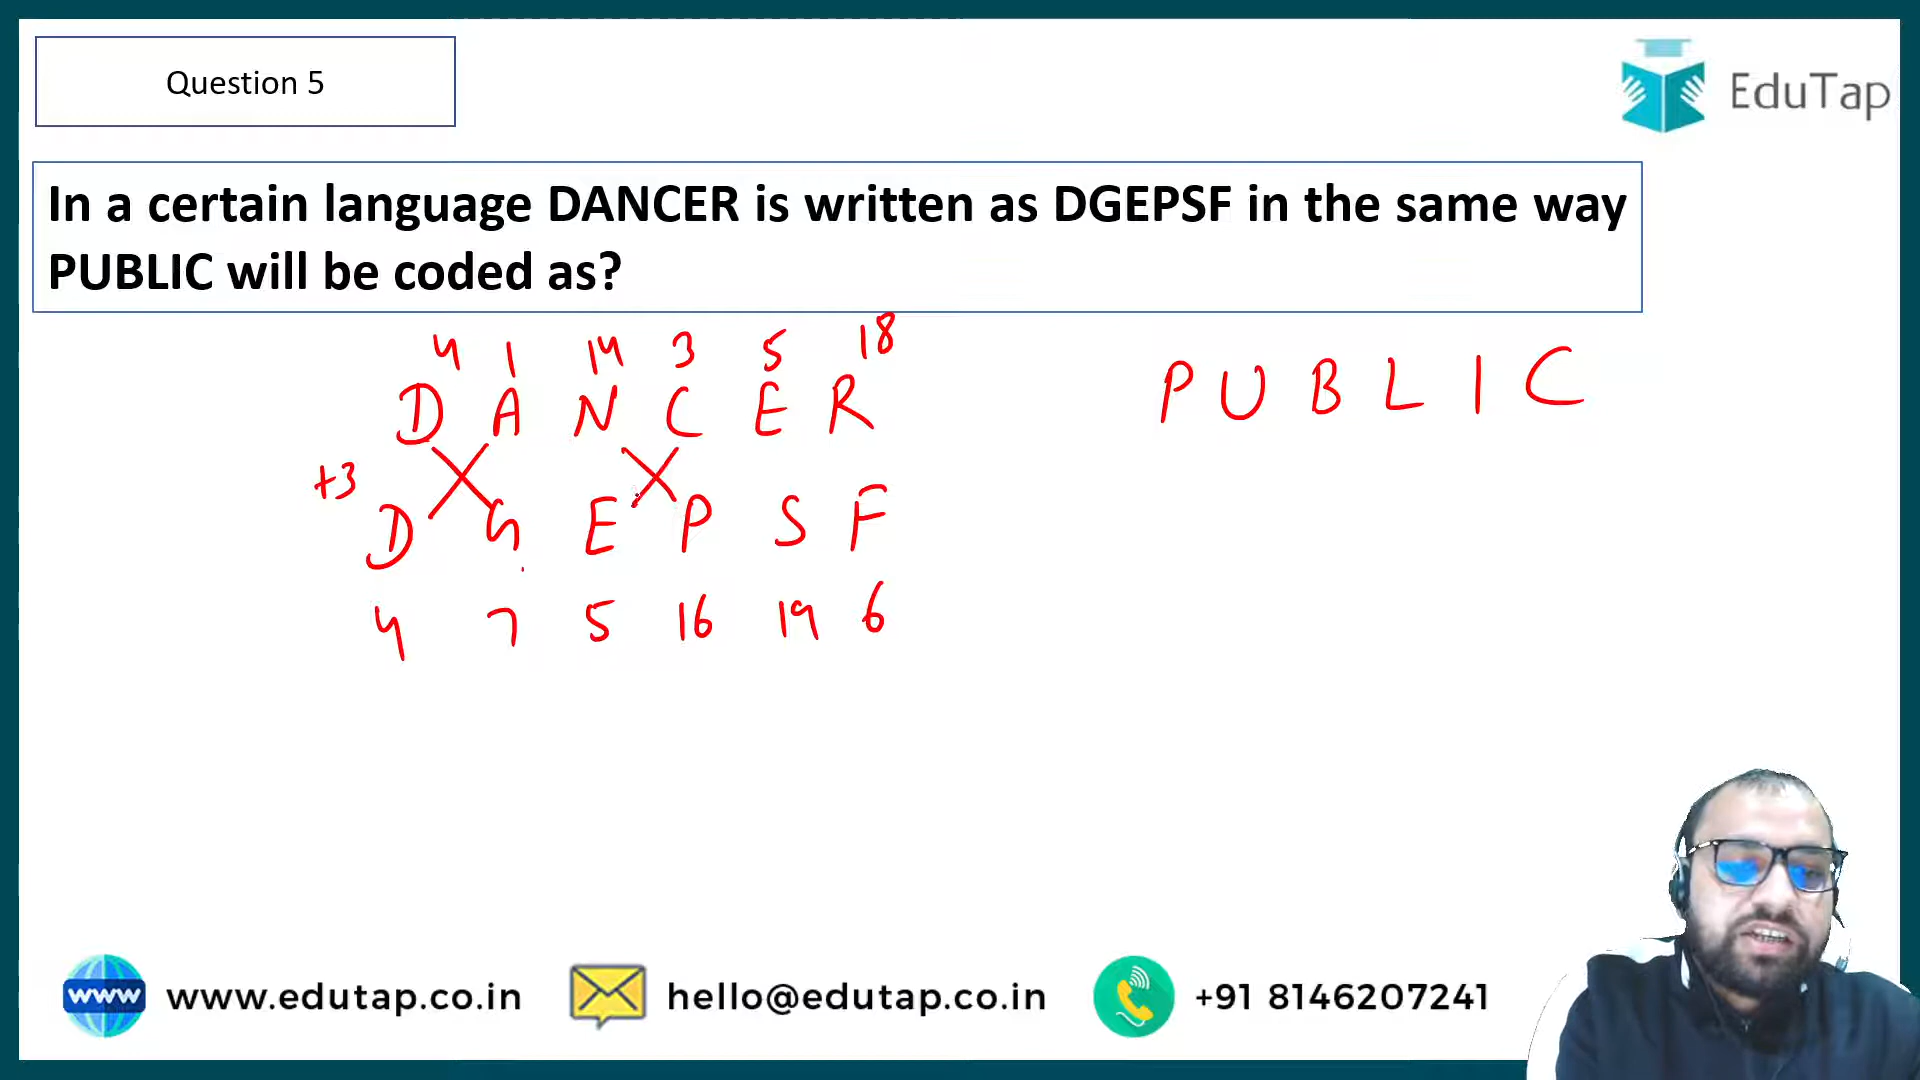 Question 5
EduTap
In a certain language DANCER is written as DGEPSF in the same way
PUBLIC will be coded as?
4 1 14 3 5 18
D A N C E R
P U B L I C
+3
D G E P S F
4 7 5 16 19 6
www
www.edutap.co.in
hello@edutap.co.in
+91 8146207241